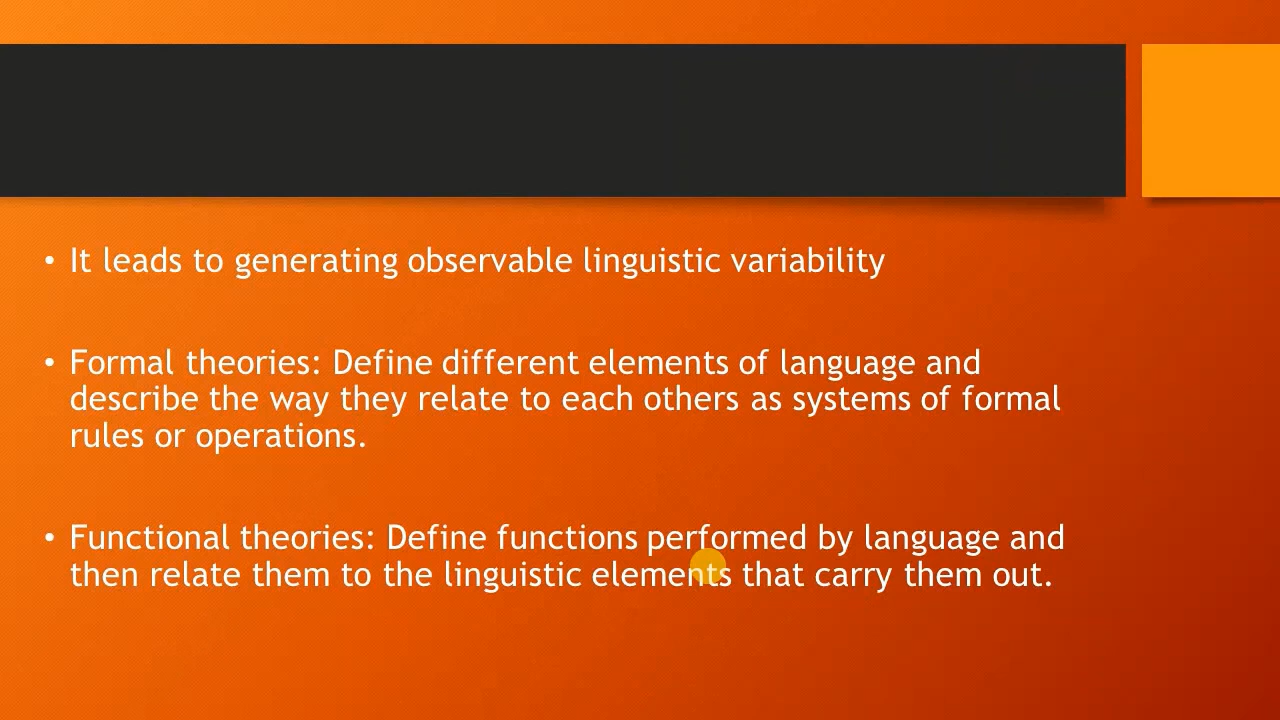 • It leads to generating observable linguistic variability
• Formal theories: Define different elements of language and
describe the way they relate to each others as systems of formal
rules or operations.
• Functional theories: Define functions performed by language and
then relate them to the linguistic elements that carry them out.